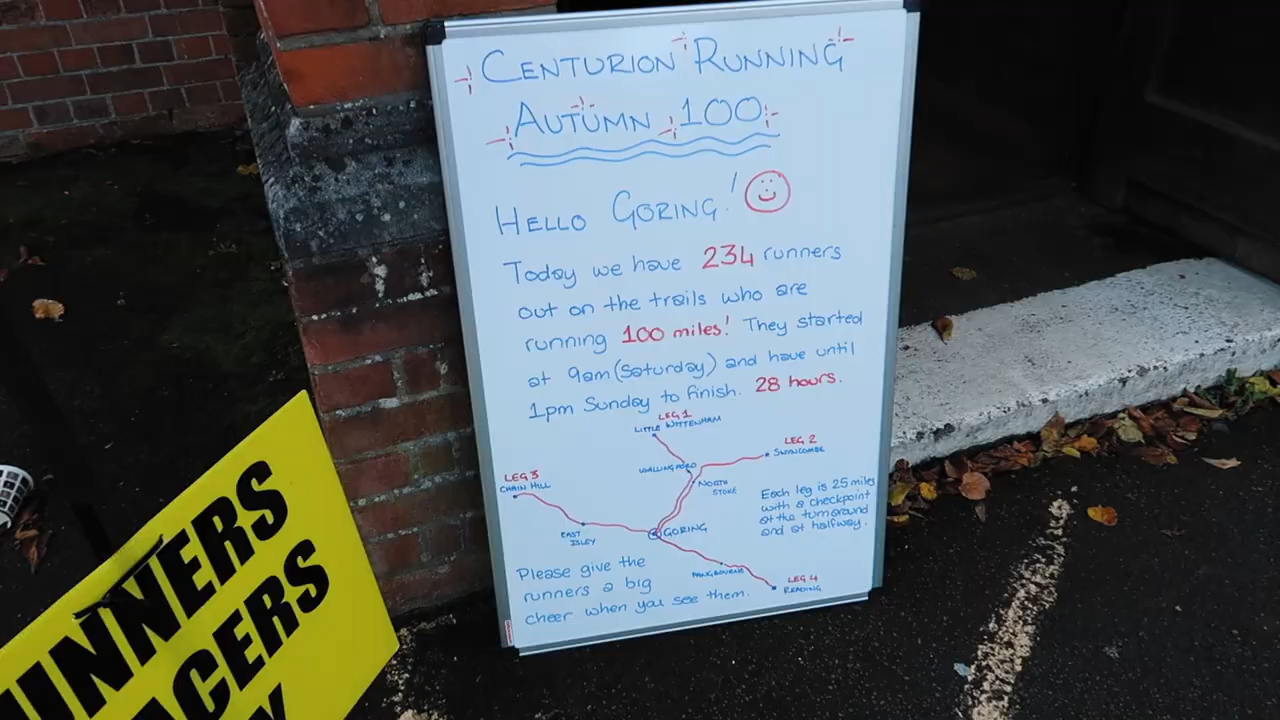 CENTURION RUNNING
AUTUMN 100
HELLO GORING! 
Today we have 234 runners
out on the trails who are
running 100 miles! They started
at 9am (Saturday) and have until
1pm Sunday to finish. 28 hours.
LEG 1
LITTLE WITTENHAM
LEG 2
SWYNCOMBE
WALLINGFORD
NORTH
STOKE
LEG 3
CHAIN HILL
Each leg is 25 miles
with a checkpoint
at the turnaround
and at halfway.
EAST
ISLEY
GORING
PANGBOURNE
LEG 4
READING
Please give the
runners a big
cheer when you see them.
UNNERS
ACERS